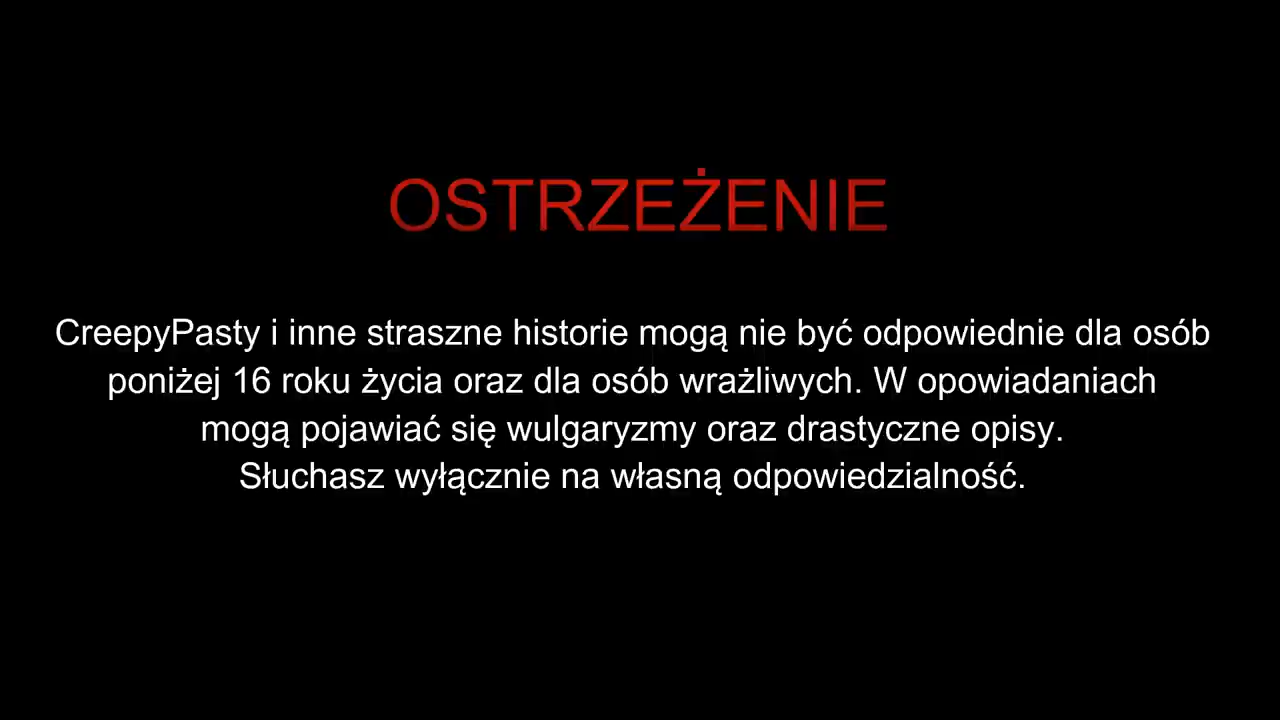 OSTRZEŻENIE
CreepyPasty i inne straszne historie mogą nie być odpowiednie dla osób
poniżej 16 roku życia oraz dla osób wrażliwych. W opowiadaniach
mogą pojawiać się wulgaryzmy oraz drastyczne opisy.
Słuchasz wyłącznie na własną odpowiedzialność.